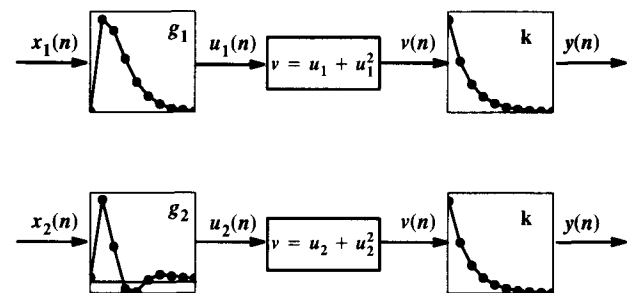 x₁(n) g₁ u₁(n) v = u₁ + u₁² v(n) k y(n)
x₂(n) g₂ u₂(n) v = u₂ + u₂² v(n) k y(n)